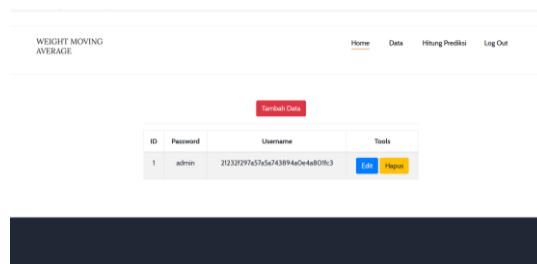 WEIGHT MOVING
AVERAGE
Home Data Hitung Prediksi Log Out
Tambah Data
ID Password Username Tools
1 admin 21232f297a57a5a743894a0e4a801fc3 Edit Hapus